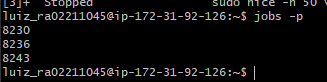 [3]+  Stopped                 sudo nice -n 50
luiz_ra02211045@ip-172-31-92-126:~$ jobs -p
8230
8236
8243
luiz_ra02211045@ip-172-31-92-126:~$